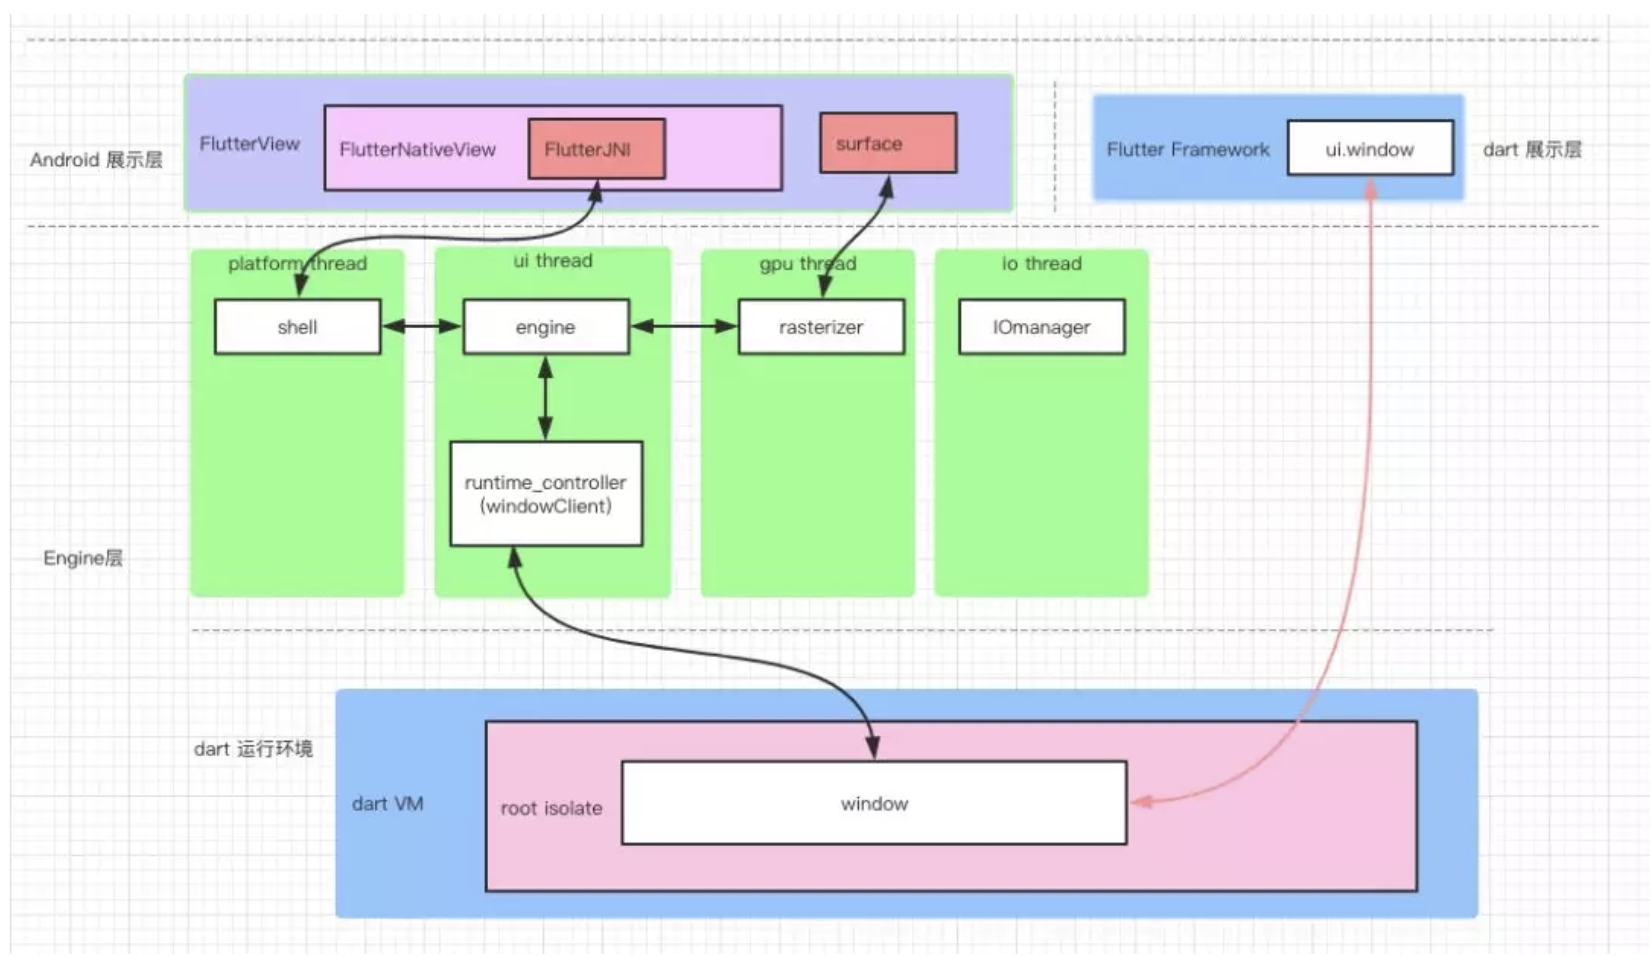 Android 展示层
FlutterView
FlutterNativeView
FlutterJNI
surface
Flutter Framework
ui.window
dart 展示层
platform thread
ui thread
gpu thread
io thread
shell
engine
rasterizer
IOmanager
runtime_controller
(windowClient)
Engine层
dart 运行环境
dart VM
root isolate
window